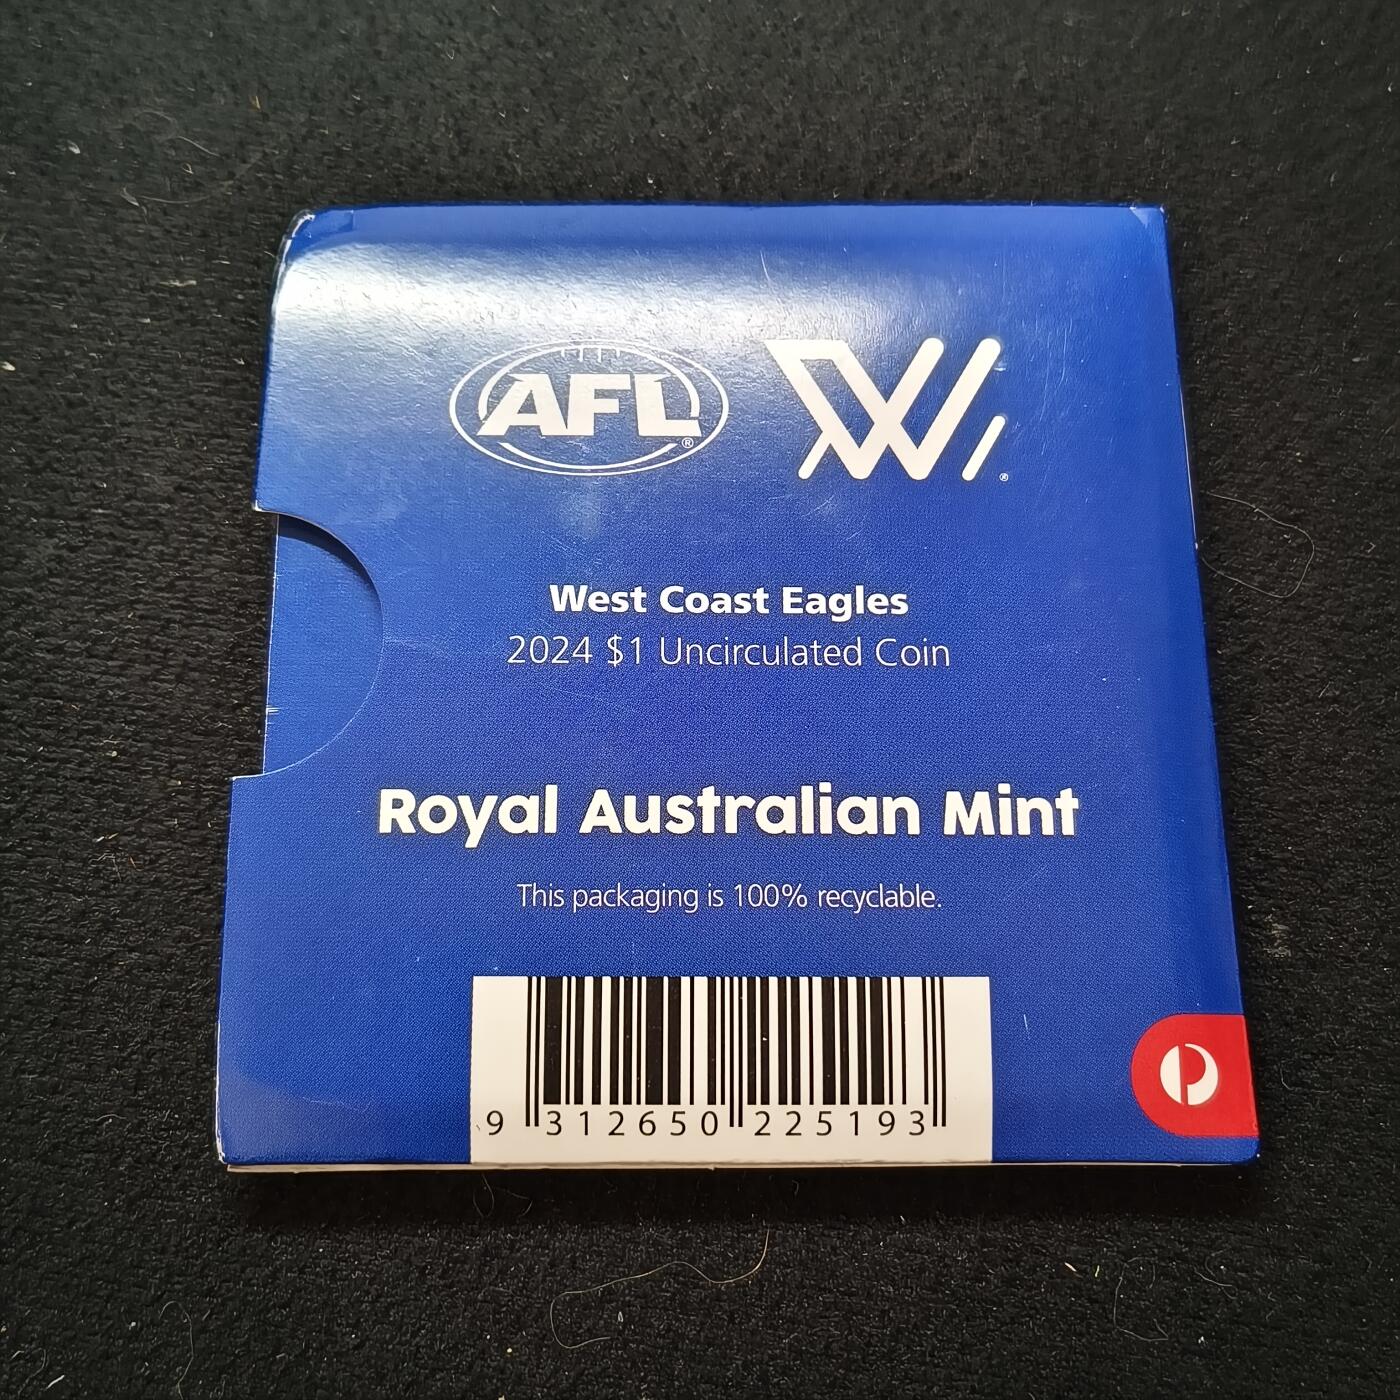 AFL®
W®
West Coast Eagles
2024 $1 Uncirculated Coin
Royal Australian Mint
This packaging is 100% recyclable.
9 312650 225193